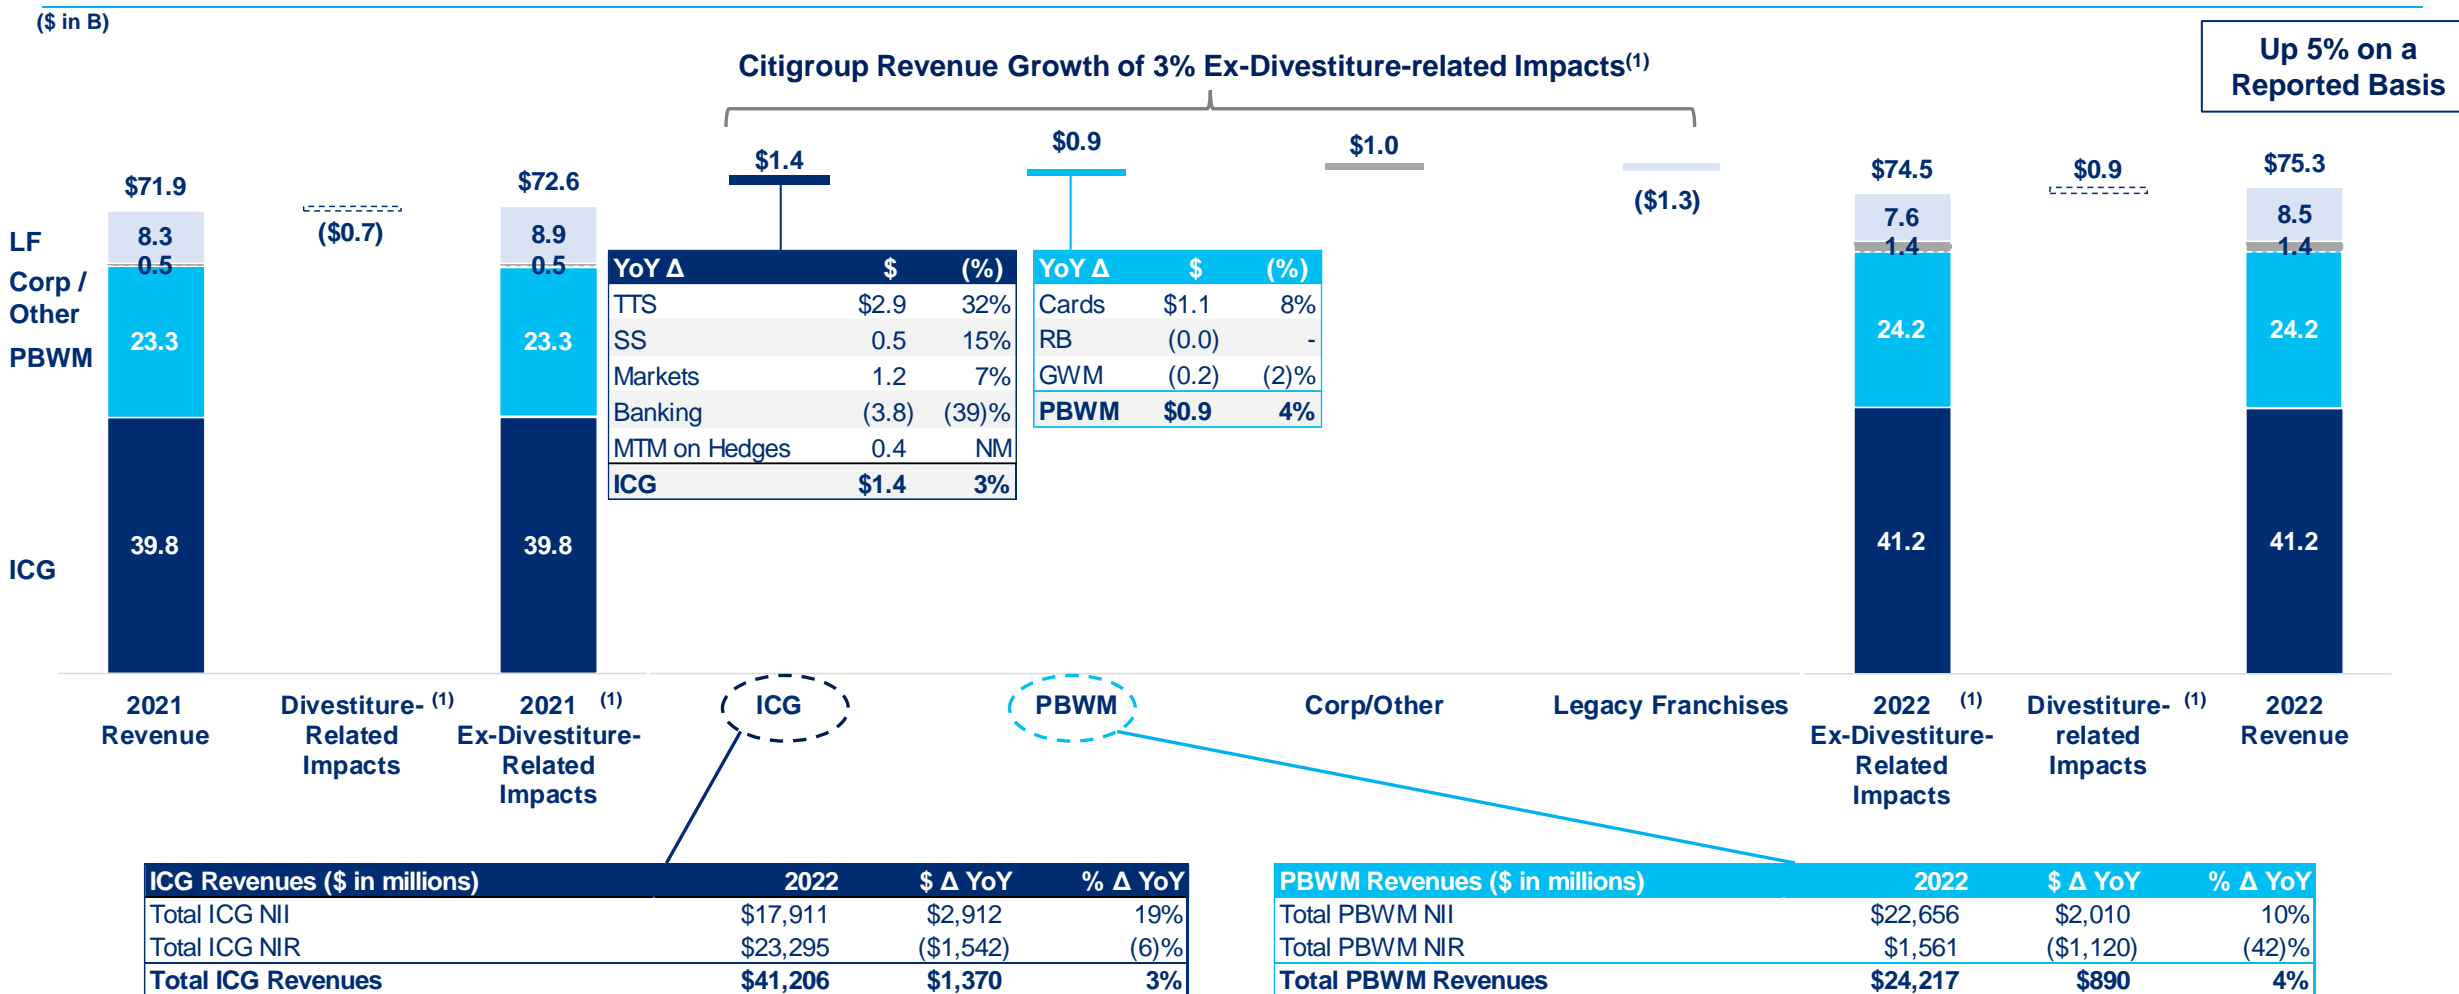 ($ in B)
Up 5% on a
Reported Basis
Citigroup Revenue Growth of 3% Ex-Divestiture-related Impacts(1)
$71.9
($0.7)
$72.6
$1.4
$0.9
$1.0
($1.3)
$74.5
$0.9
$75.3
LF
Corp /
Other
PBWM
ICG
8.3
0.5
23.3
39.8
8.9
0.5
23.3
39.8
YoY Δ $ (%)
TTS $2.9 32%
SS 0.5 15%
Markets 1.2 7%
Banking (3.8) (39)%
MTM on Hedges 0.4 NM
ICG $1.4 3%
YoY Δ $ (%)
Cards $1.1 8%
RB (0.0) -
GWM (0.2) (2)%
PBWM $0.9 4%
7.6
1.4
24.2
41.2
8.5
1.4
24.2
41.2
2021
Revenue
Divestiture- (1)
Related
Impacts
2021 (1)
Ex-Divestiture-
Related
Impacts
ICG
PBWM
Corp/Other
Legacy Franchises
2022 (1)
Ex-Divestiture-
Related
Impacts
Divestiture- (1)
related
Impacts
2022
Revenue
ICG Revenues ($ in millions) 2022 $ Δ YoY % Δ YoY
Total ICG NII $17,911 $2,912 19%
Total ICG NIR $23,295 ($1,542) (6)%
Total ICG Revenues $41,206 $1,370 3%
PBWM Revenues ($ in millions) 2022 $ Δ YoY % Δ YoY
Total PBWM NII $22,656 $2,010 10%
Total PBWM NIR $1,561 ($1,120) (42)%
Total PBWM Revenues $24,217 $890 4%